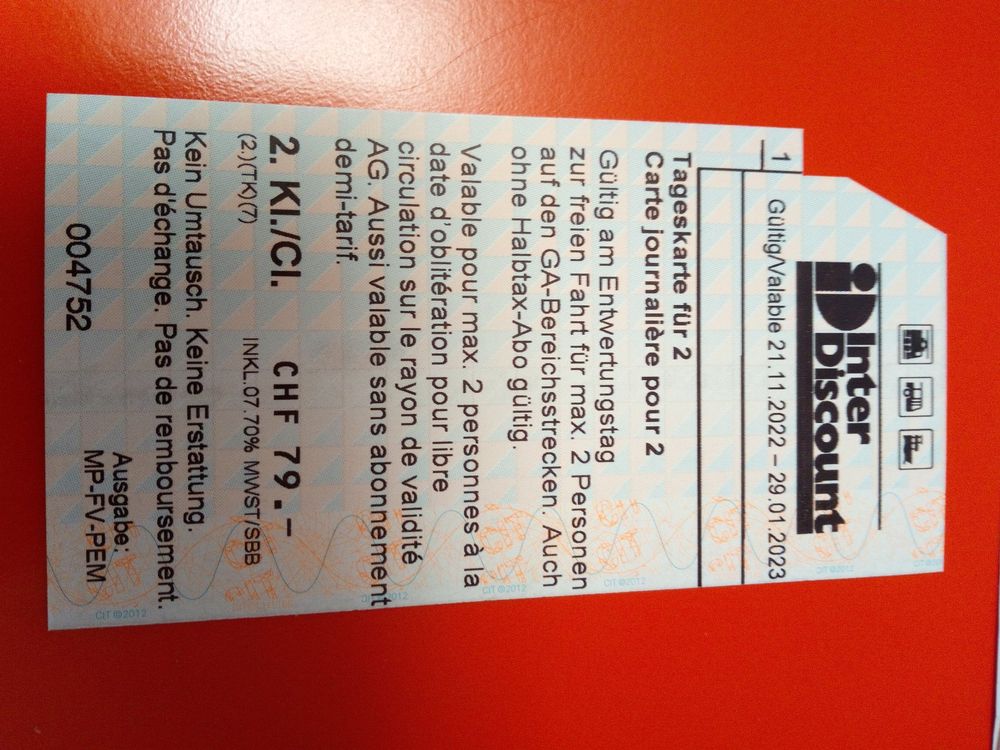 Inter
Discount
Gültig/Valable 21.11.2022 – 29.01.2023
1
Tageskarte für 2
Carte journalière pour 2
Gültig am Entwertungstag
zur freien Fahrt für max. 2 Personen
auf den GA-Bereichsstrecken. Auch
ohne Halbtax-Abo gültig.
Valable pour max. 2 personnes à la
date d'oblitération pour libre
circulation sur le rayon de validité
AG. Aussi valable sans abonnement
demi-tarif.
2. Kl./Cl. CHF 79.–
(2.)(TK)(7) INKL.07.70% MWST/SBB
Kein Umtausch. Keine Erstattung.
Pas d'échange. Pas de remboursement.
Ausgabe:
004752 MP-FV-PEM
CIT ©2012
CIT ©2012
CIT ©2012
CIT ©2012
CIT ©2012